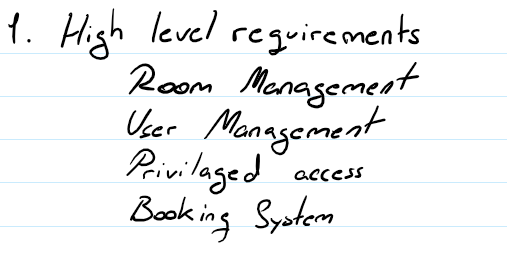 1. High level requirements
Room Management
User Management
Privilaged access
Booking System